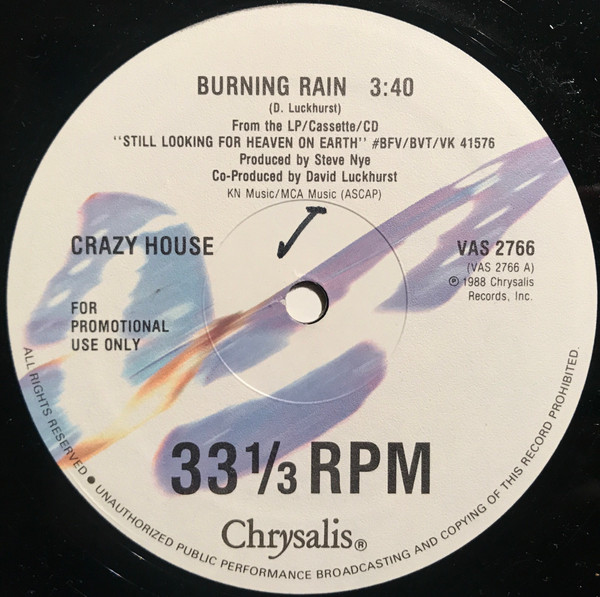 BURNING RAIN 3:40
(D. Luckhurst)
From the LP/Cassette/CD
"STILL LOOKING FOR HEAVEN ON EARTH" #BFV/BVT/VK 41576
Produced by Steve Nye
Co-Produced by David Luckhurst
KN Music/MCA Music (ASCAP)
CRAZY HOUSE
VAS 2766
(VAS 2766 A)
℗ 1988 Chrysalis
Records, Inc.
FOR
PROMOTIONAL
USE ONLY
33 1/3 RPM
Chrysalis®
ALL RIGHTS RESERVED ● UNAUTHORIZED PUBLIC PERFORMANCE BROADCASTING AND COPYING OF THIS RECORD PROHIBITED.